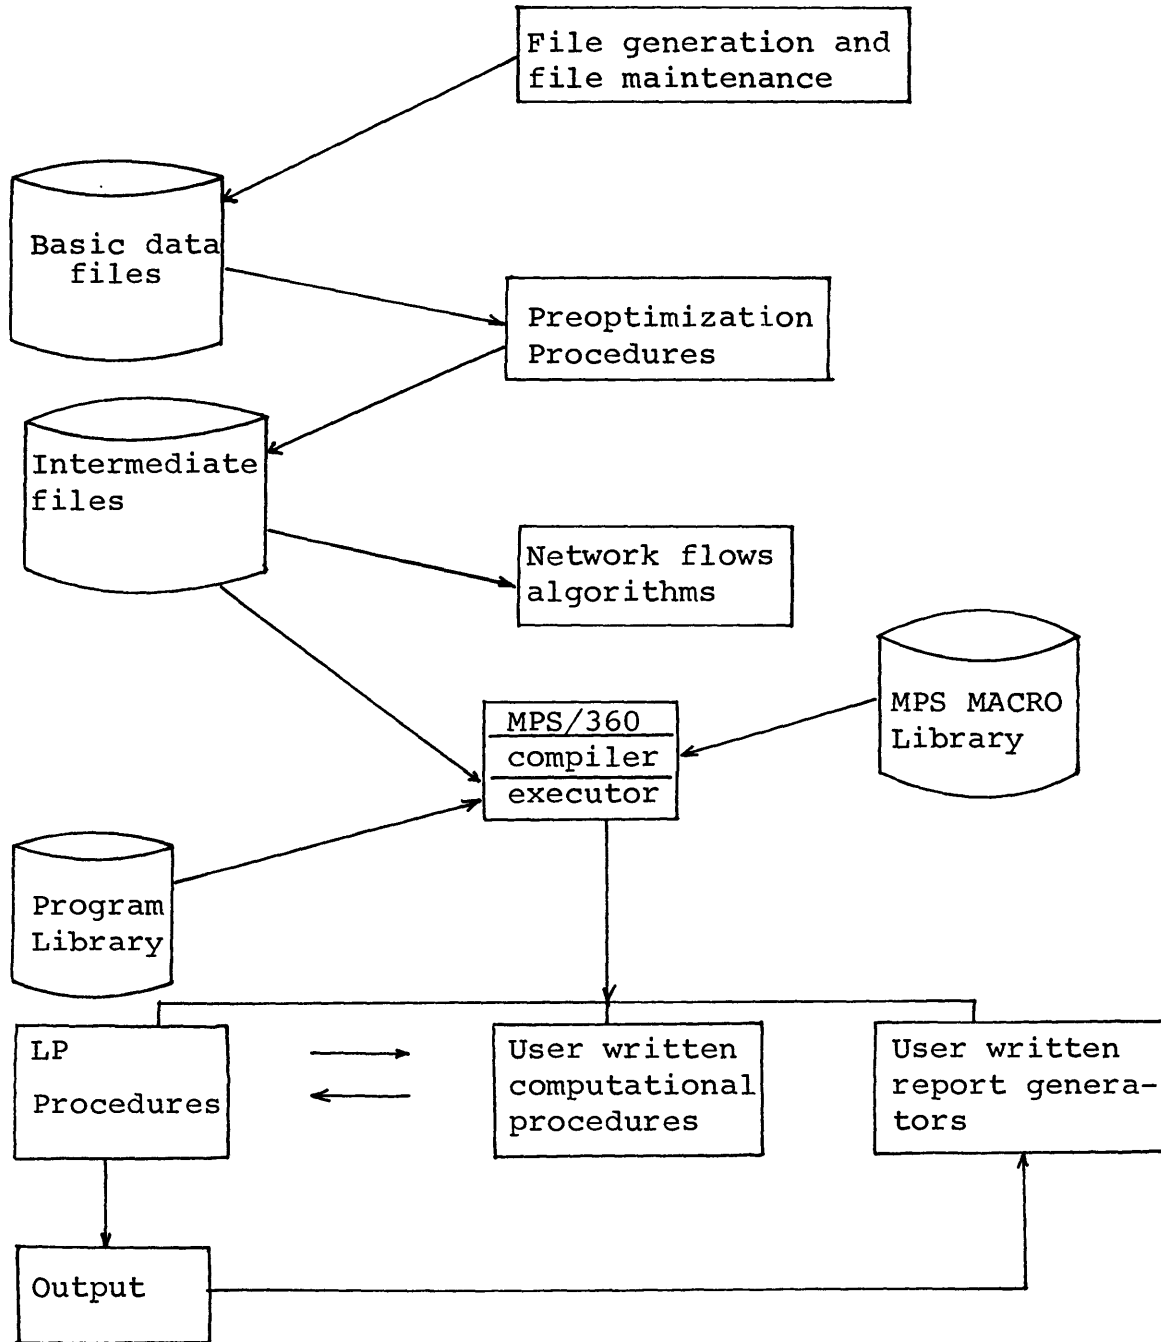 File generation and
file maintenance
Basic data
files
Preoptimization
Procedures
Intermediate
files
Network flows
algorithms
MPS/360
compiler
executor
MPS MACRO
Library
Program
Library
LP
Procedures
User written
computational
procedures
User written
report genera-
tors
Output